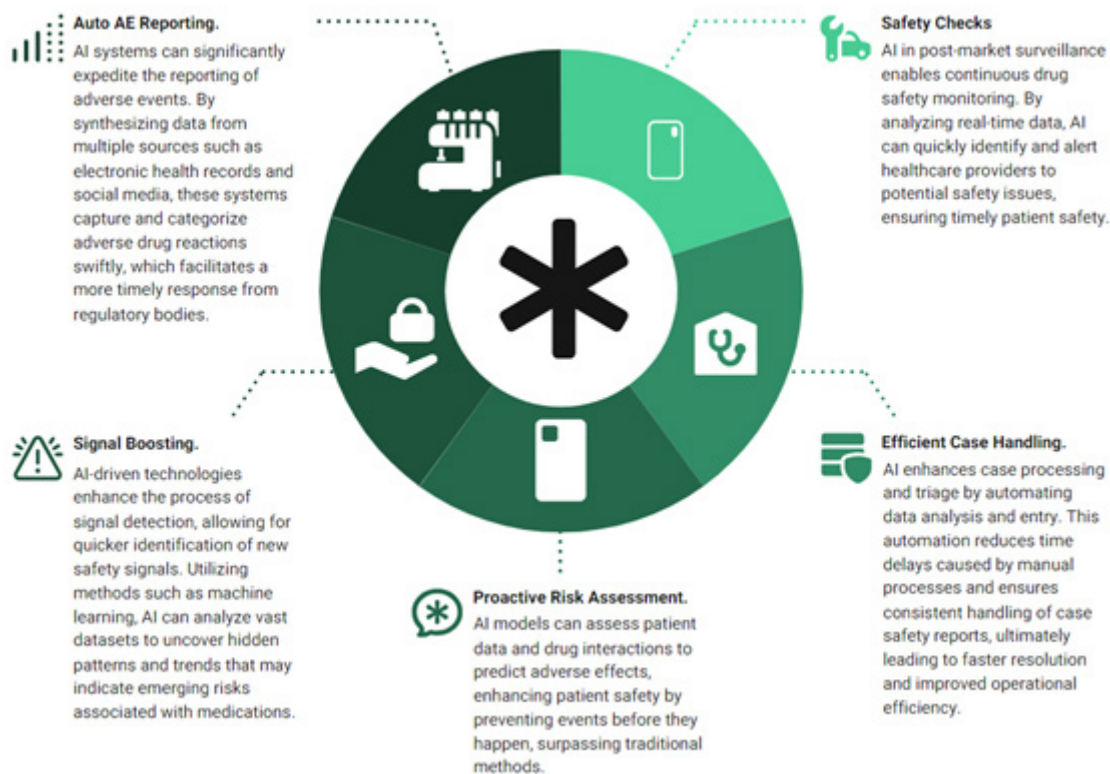 Auto AE Reporting.
AI systems can significantly
expedite the reporting of
adverse events. By
synthesizing data from
multiple sources such as
electronic health records and
social media, these systems
capture and categorize
adverse drug reactions
swiftly, which facilitates a
more timely response from
regulatory bodies.
Safety Checks
AI in post-market surveillance
enables continuous drug
safety monitoring. By
analyzing real-time data, AI
can quickly identify and alert
healthcare providers to
potential safety issues,
ensuring timely patient safety.
Signal Boosting.
AI-driven technologies
enhance the process of
signal detection, allowing for
quicker identification of new
safety signals. Utilizing
methods such as machine
learning, AI can analyze vast
datasets to uncover hidden
patterns and trends that may
indicate emerging risks
associated with medications.
Proactive Risk Assessment.
AI models can assess patient
data and drug interactions to
predict adverse effects,
enhancing patient safety by
preventing events before they
happen, surpassing traditional
methods.
Efficient Case Handling.
AI enhances case processing
and triage by automating
data analysis and entry. This
automation reduces time
delays caused by manual
processes and ensures
consistent handling of case
safety reports, ultimately
leading to faster resolution
and improved operational
efficiency.